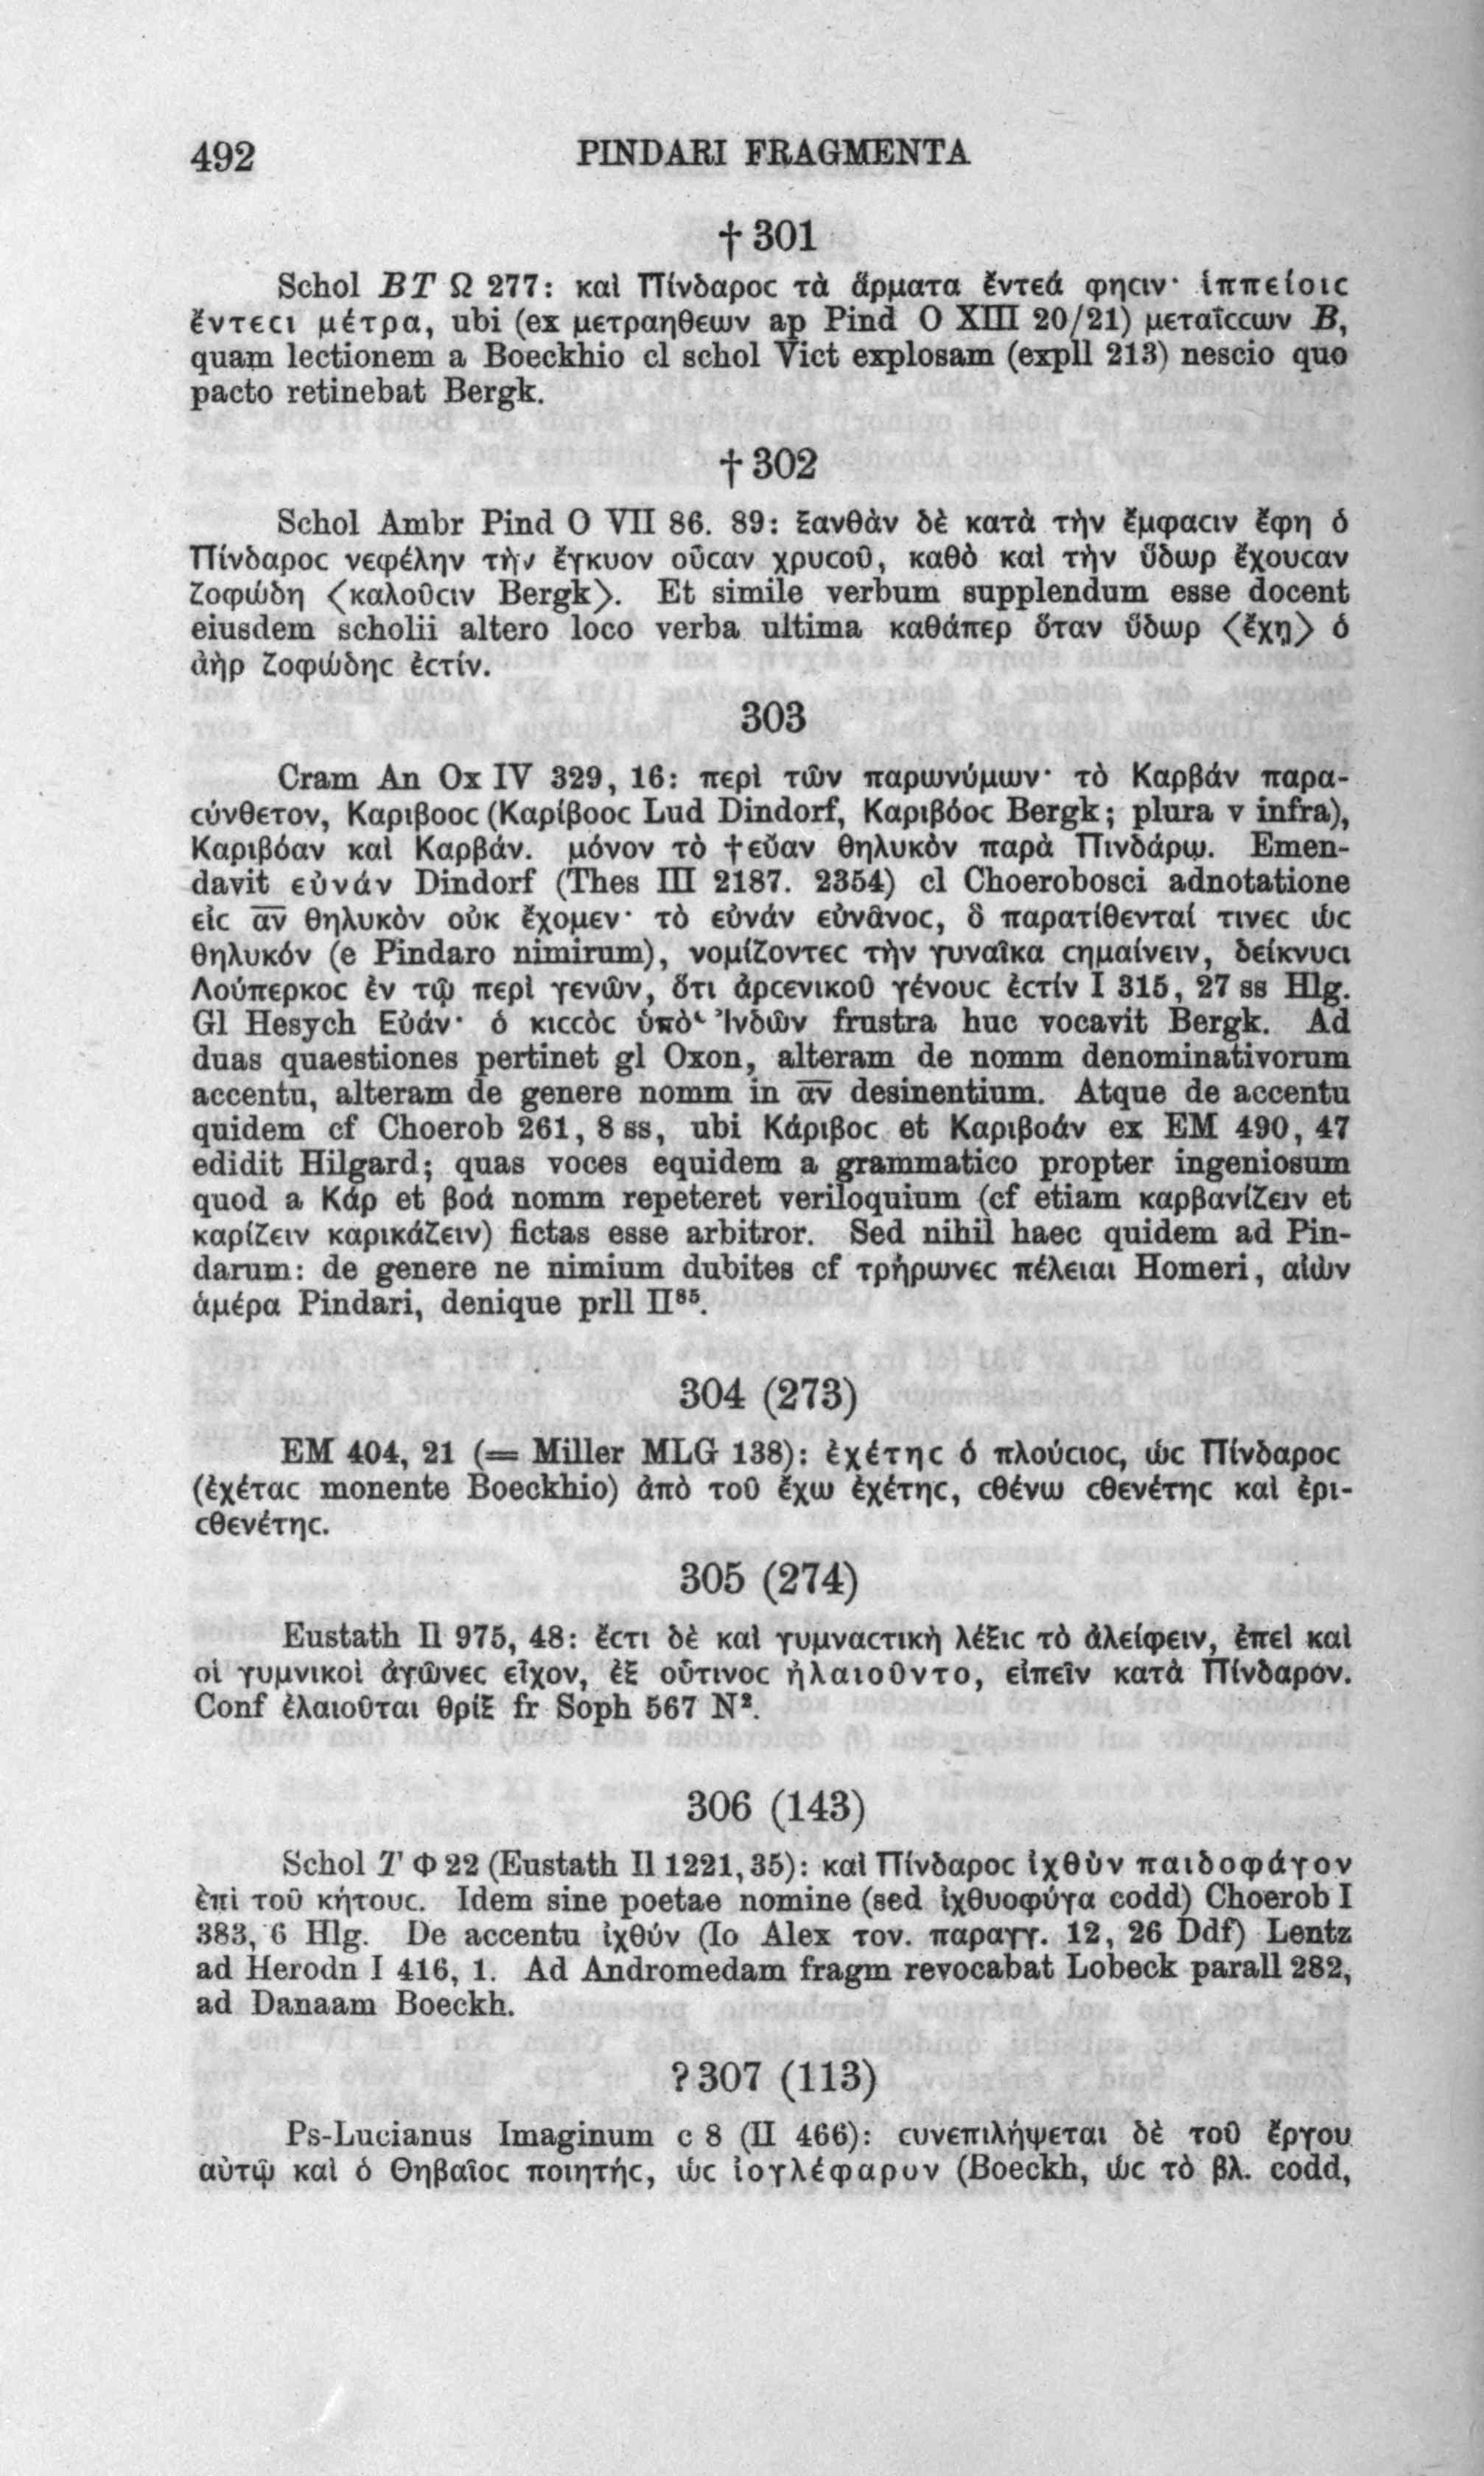 492 PINDARI FRAGMENTA
† 301
Schol BT Ω 277: καὶ Πίνδαροϲ τὰ ἅρματα ἔντεά φηϲιν· ἱππείοιϲ
ἔντεϲι μέτρα, ubi (ex μετραηθεων ap Pind O XIII 20/21) μεταΐϲϲων B,
quam lectionem a Boeckhio cl schol Vict explosam (expll 213) nescio quo
pacto retinebat Bergk.
† 302
Schol Ambr Pind O VII 86. 89: ξανθὰν δὲ κατὰ τὴν ἔμφαϲιν ἔφη ὁ
Πίνδαροϲ νεφέλην τὴν ἔγκυον οὖϲαν χρυϲοῦ, καθὸ καὶ τὴν ὕδωρ ἔχουϲαν
ζοφώδη ⟨καλοῦϲιν Bergk⟩. Et simile verbum supplendum esse docent
eiusdem scholii altero loco verba ultima καθάπερ ὅταν ὕδωρ ⟨ἔχῃ⟩ ὁ
ἀὴρ ζοφώδηϲ ἐϲτίν.
303
Cram An Ox IV 329, 16: περὶ τῶν παρωνύμων· τὸ Καρβάν παρα-
ϲύνθετον, Καριβοοϲ (Καρίβοοϲ Lud Dindorf, Καριβόοϲ Bergk; plura v infra),
Καριβόαν καὶ Καρβάν. μόνον τὸ †εὖαν θηλυκὸν παρὰ Πινδάρῳ. Emen-
davit εὐνάν Dindorf (Thes III 2187. 2354) cl Choerobosci adnotatione
εἰϲ α̅ν̅ θηλυκὸν οὐκ ἔχομεν· τὸ εὐνάν εὐνᾶνοϲ, ὃ παρατίθενταί τινεϲ ὡϲ
θηλυκόν (e Pindaro nimirum), νομίζοντεϲ τὴν γυναῖκα ϲημαίνειν, δείκνυϲι
Λούπερκοϲ ἐν τῷ περὶ γενῶν, ὅτι ἀρϲενικοῦ γένουϲ ἐϲτίν I 315, 27 ss Hlg.
Gl Hesych Εὐάν· ὁ κιϲϲὸϲ ὑπὸ Ἰνδῶν frustra huc vocavit Bergk. Ad
duas quaestiones pertinet gl Oxon, alteram de nomm denominativorum
accentu, alteram de genere nomm in α̅ν̅ desinentium. Atque de accentu
quidem cf Choerob 261, 8 ss, ubi Κάριβοϲ et Καριβοάν ex EM 490, 47
edidit Hilgard; quas voces equidem a grammatico propter ingeniosum
quod a Κάρ et βοά nomm repeteret veriloquium (cf etiam καρβανίζειν et
καρίζειν καρικάζειν) fictas esse arbitror. Sed nihil haec quidem ad Pin-
darum: de genere ne nimium dubites cf τρήρωνεϲ πέλειαι Homeri, αἰὼν
ἁμέρα Pindari, denique prll II⁸⁵.
304 (273)
EM 404, 21 (= Miller MLG 138): ἐχέτηϲ ὁ πλούϲιοϲ, ὡϲ Πίνδαροϲ
(ἐχέταϲ monente Boeckhio) ἀπὸ τοῦ ἔχω ἐχέτηϲ, ϲθένω ϲθενέτηϲ καὶ ἐρι-
ϲθενέτηϲ.
305 (274)
Eustath Il 975, 48: ἔϲτι δὲ καὶ γυμναϲτικὴ λέξιϲ τὸ ἀλείφειν, ἐπεὶ καὶ
οἱ γυμνικοὶ ἀγῶνεϲ εἶχον, ἐξ οὗτινοϲ ἠλαιοῦντο, εἰπεῖν κατὰ Πίνδαρον.
Conf ἐλαιοῦται θρίξ fr Soph 567 N².
306 (143)
Schol T Φ 22 (Eustath Il 1221, 35): καὶ Πίνδαροϲ ἰχθὺν παιδοφάγον
ἐπὶ τοῦ κήτουϲ. Idem sine poetae nomine (sed ἰχθυοφύγα codd) Choerob I
383, 6 Hlg. De accentu ἰχθύν (Io Alex τον. παραγγ. 12, 26 Ddf) Lentz
ad Herodn I 416, 1. Ad Andromedam fragm revocabat Lobeck parall 282,
ad Danaam Boeckh.
? 307 (113)
Ps-Lucianus Imaginum c 8 (II 466): ϲυνεπιλήψεται δὲ τοῦ ἔργου
αὐτῷ καὶ ὁ Θηβαῖοϲ ποιητήϲ, ὡϲ ἰογλέφαρον (Boeckh, ὡϲ τὸ βλ. codd,